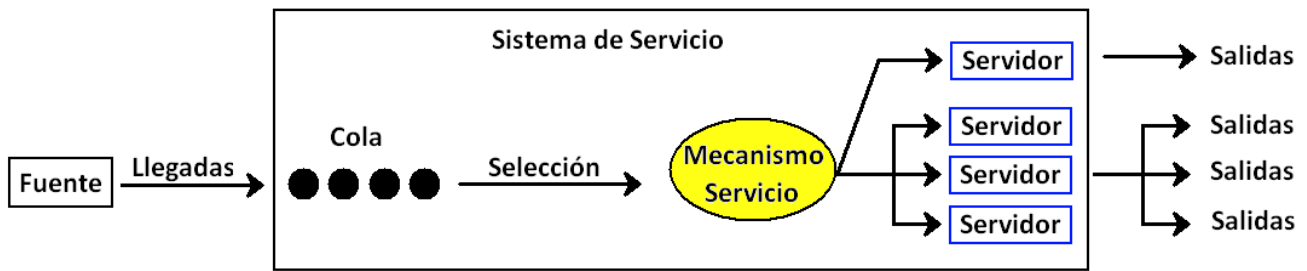 Sistema de Servicio
Fuente
Llegadas
Cola
Selección
Mecanismo
Servicio
Servidor
Servidor
Servidor
Servidor
Salidas
Salidas
Salidas
Salidas